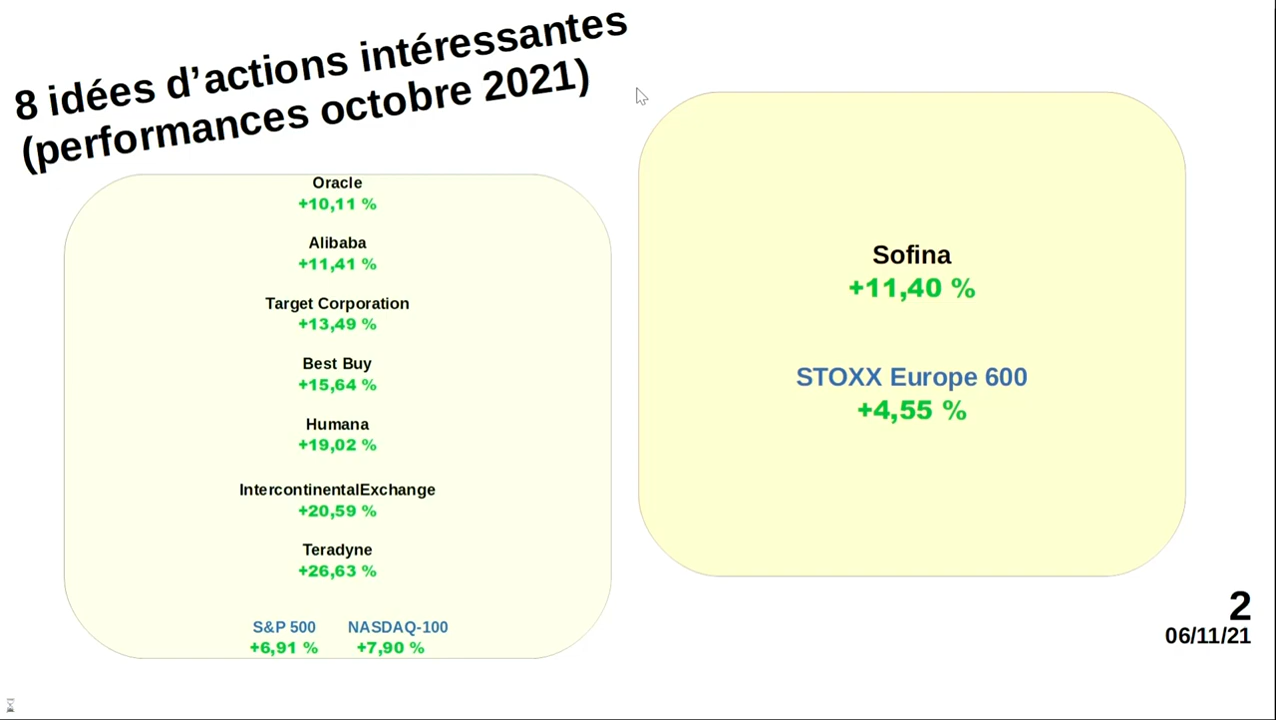 8 idées d’actions intéressantes
(performances octobre 2021)
Oracle
+10,11 %
Alibaba
+11,41 %
Target Corporation
+13,49 %
Best Buy
+15,64 %
Humana
+19,02 %
IntercontinentalExchange
+20,59 %
Teradyne
+26,63 %
S&P 500 NASDAQ-100
+6,91 % +7,90 %
Sofina
+11,40 %
STOXX Europe 600
+4,55 %
2
06/11/21